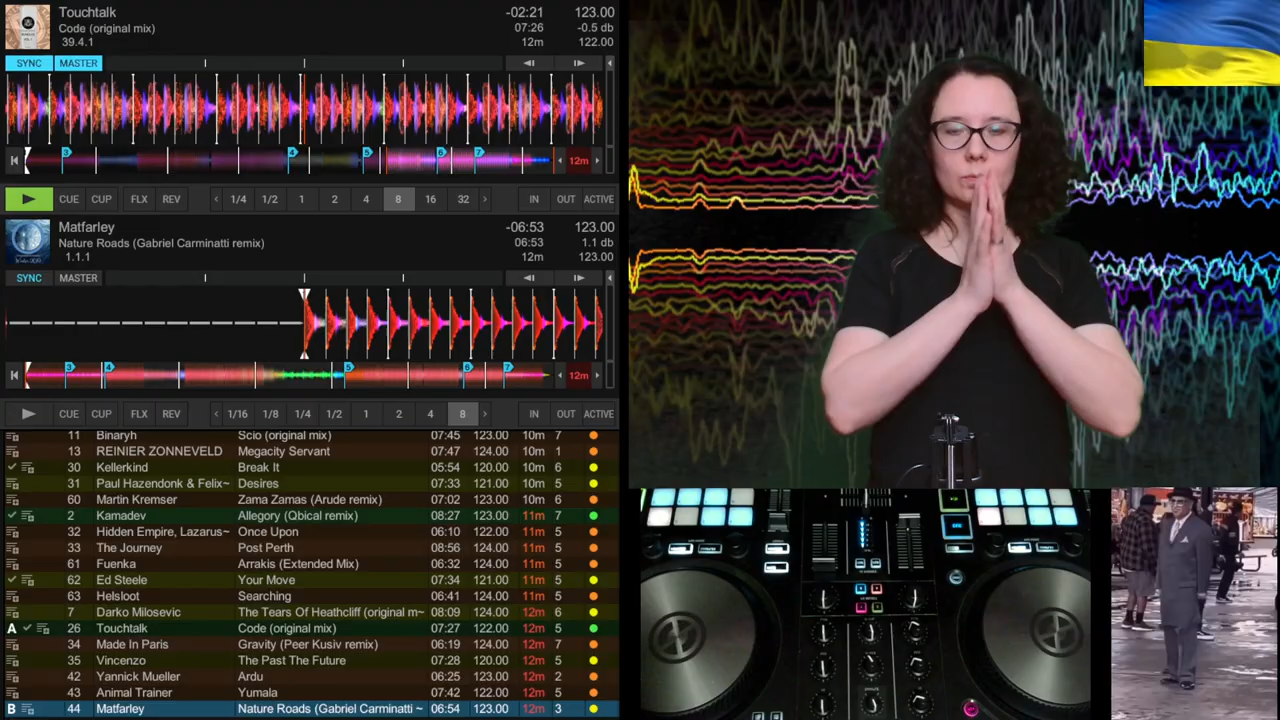 Touchtalk -02:21 123.00
Code (original mix) 07:26 -0.5 db
39.4.1 12m 122.00
SYNC MASTER
3 4 5 6 7 12m
CUE CUP FLX REV 1/4 1/2 1 2 4 8 16 32 IN OUT ACTIVE
Matfarley -06:53 123.00
Nature Roads (Gabriel Carminatti remix) 06:53 1.1 db
1.1.1 12m 123.00
SYNC MASTER
3 4 5 6 7 12m
CUE CUP FLX REV 1/16 1/8 1/4 1/2 1 2 4 8 IN OUT ACTIVE
11 Binaryh Scio (original mix) 07:45 123.00 10m 7
13 REINIER ZONNEVELD Megacity Servant 07:47 124.00 10m 1
30 Kellerkind Break It 05:54 120.00 10m 6
31 Paul Hazendonk & Felix~ Desires 07:33 121.00 10m 5
60 Martin Kremser Zama Zamas (Arude remix) 07:02 123.00 10m 6
2 Kamadev Allegory (Qbical remix) 08:27 123.00 11m 7
32 Hidden Empire, Lazarus~ Once Upon 06:10 122.00 11m 5
33 The Journey Post Perth 08:56 124.00 11m 5
61 Fuenka Arrakis (Extended Mix) 06:32 124.00 11m 5
62 Ed Steele Your Move 07:34 121.00 11m 5
63 Helsloot Searching 06:41 124.00 11m 5
7 Darko Milosevic The Tears Of Heathcliff (original m~ 08:09 124.00 12m 6
A 26 Touchtalk Code (original mix) 07:27 122.00 12m 5
34 Made In Paris Gravity (Peer Kusiv remix) 06:19 124.00 12m 7
35 Vincenzo The Past The Future 07:28 120.00 12m 5
42 Yannick Mueller Ardu 06:25 123.00 12m 2
43 Animal Trainer Yumala 07:42 122.00 12m 5
B 44 Matfarley Nature Roads (Gabriel Carminatti ~ 06:54 123.00 12m 3